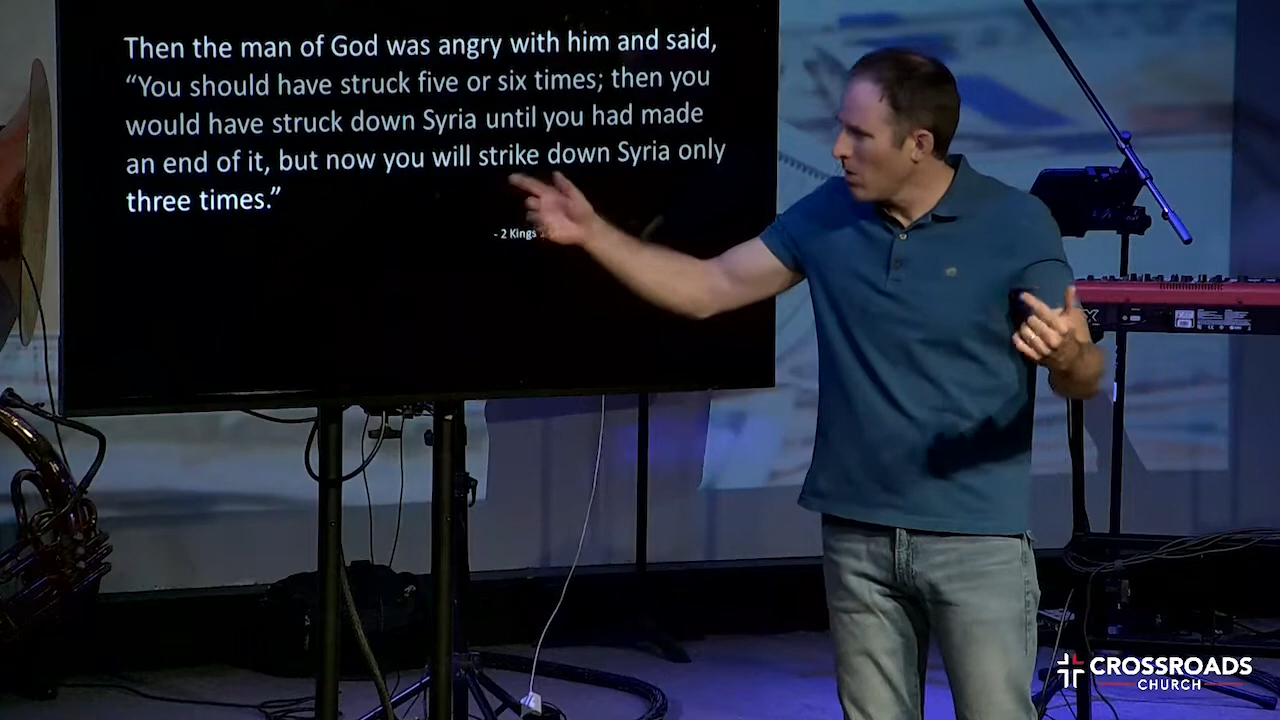 Then the man of God was angry with him and said,
“You should have struck five or six times; then you
would have struck down Syria until you had made
an end of it, but now you will strike down Syria only
three times.”
- 2 Kings
CROSSROADS
CHURCH